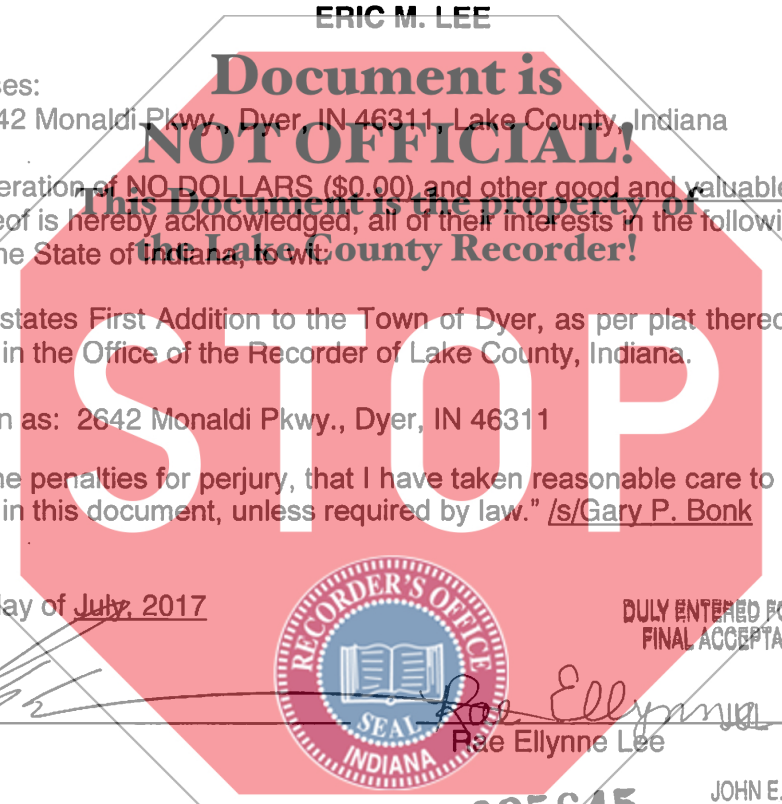 ERIC M. LEE
Document is
ses:
42 Monaldi Pkwy., Dyer, IN 46311, Lake County, Indiana
NOT OFFICIAL!
eration of NO DOLLARS ($0.00) and other good and valuable
This Document is the property of
eof is hereby acknowledged, all of their interests in the followi
the Lake County Recorder!
ne State of Indiana, to wit:
states First Addition to the Town of Dyer, as per plat thereo
in the Office of the Recorder of Lake County, Indiana.
STOP
n as: 2642 Monaldi Pkwy., Dyer, IN 46311
ne penalties for perjury, that I have taken reasonable care to
in this document, unless required by law." /s/Gary P. Bonk
lay of July, 2017
DULY ENTERED FO
FINAL ACCEPTA
RECORDER'S OFFICE
SEAL
INDIANA
Rae Ellynne
JUL
Rae Ellynne Lee
JOHN E.